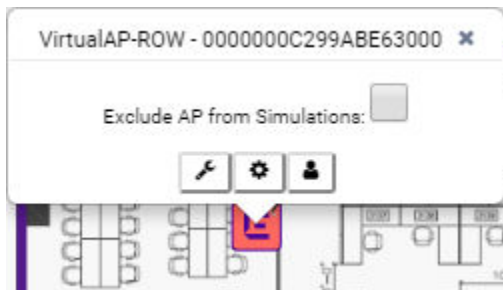 VirtualAP-ROW - 0000000C299ABE63000 ×
Exclude AP from Simulations: